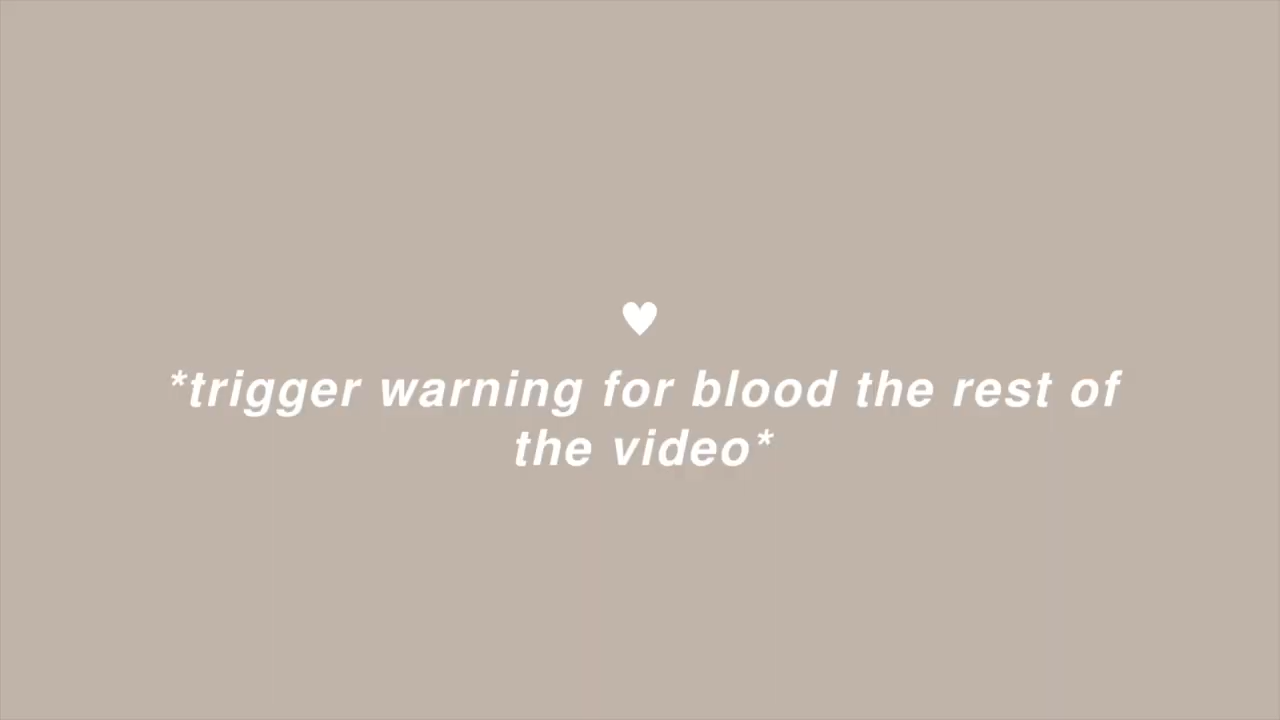 *trigger warning for blood the rest of
the video*